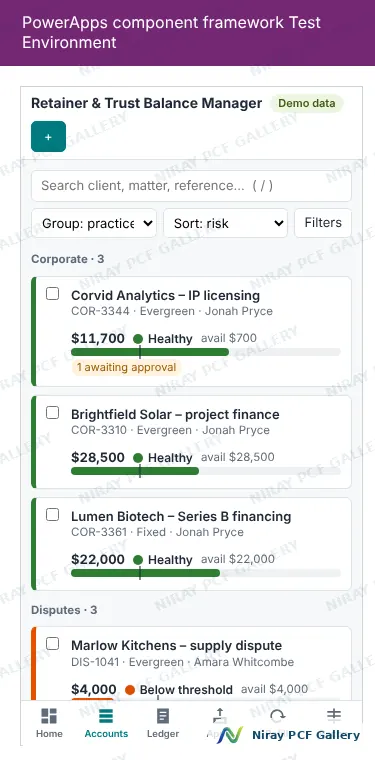 PowerApps component framework Test
Environment
Retainer & Trust Balance Manager Demo data
+
Search client, matter, reference... ( / )
Group: practice Sort: risk Filters
Corporate · 3
Corvid Analytics – IP licensing
COR-3344 · Evergreen · Jonah Pryce
$11,700 Healthy avail $700
1 awaiting approval
Brightfield Solar – project finance
COR-3310 · Evergreen · Jonah Pryce
$28,500 Healthy avail $28,500
Lumen Biotech – Series B financing
COR-3361 · Fixed · Jonah Pryce
$22,000 Healthy avail $22,000
Disputes · 3
Marlow Kitchens – supply dispute
DIS-1041 · Evergreen · Amara Whitcombe
$4,000 Below threshold avail $4,000
Home Accounts Ledger
Niray PCF Gallery
NIRAY PCF GALLERY